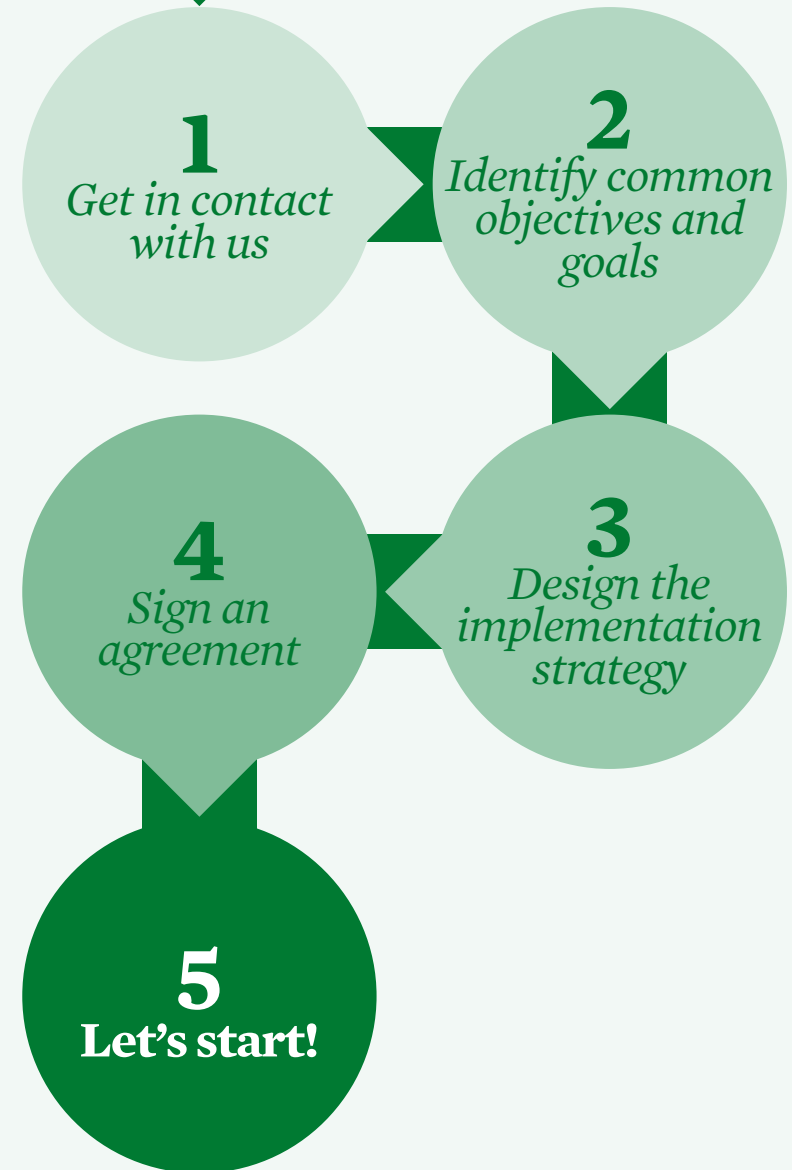 1
Get in contact
with us
2
Identify common
objectives and
goals
3
Design the
implementation
strategy
4
Sign an
agreement
5
Let’s start!